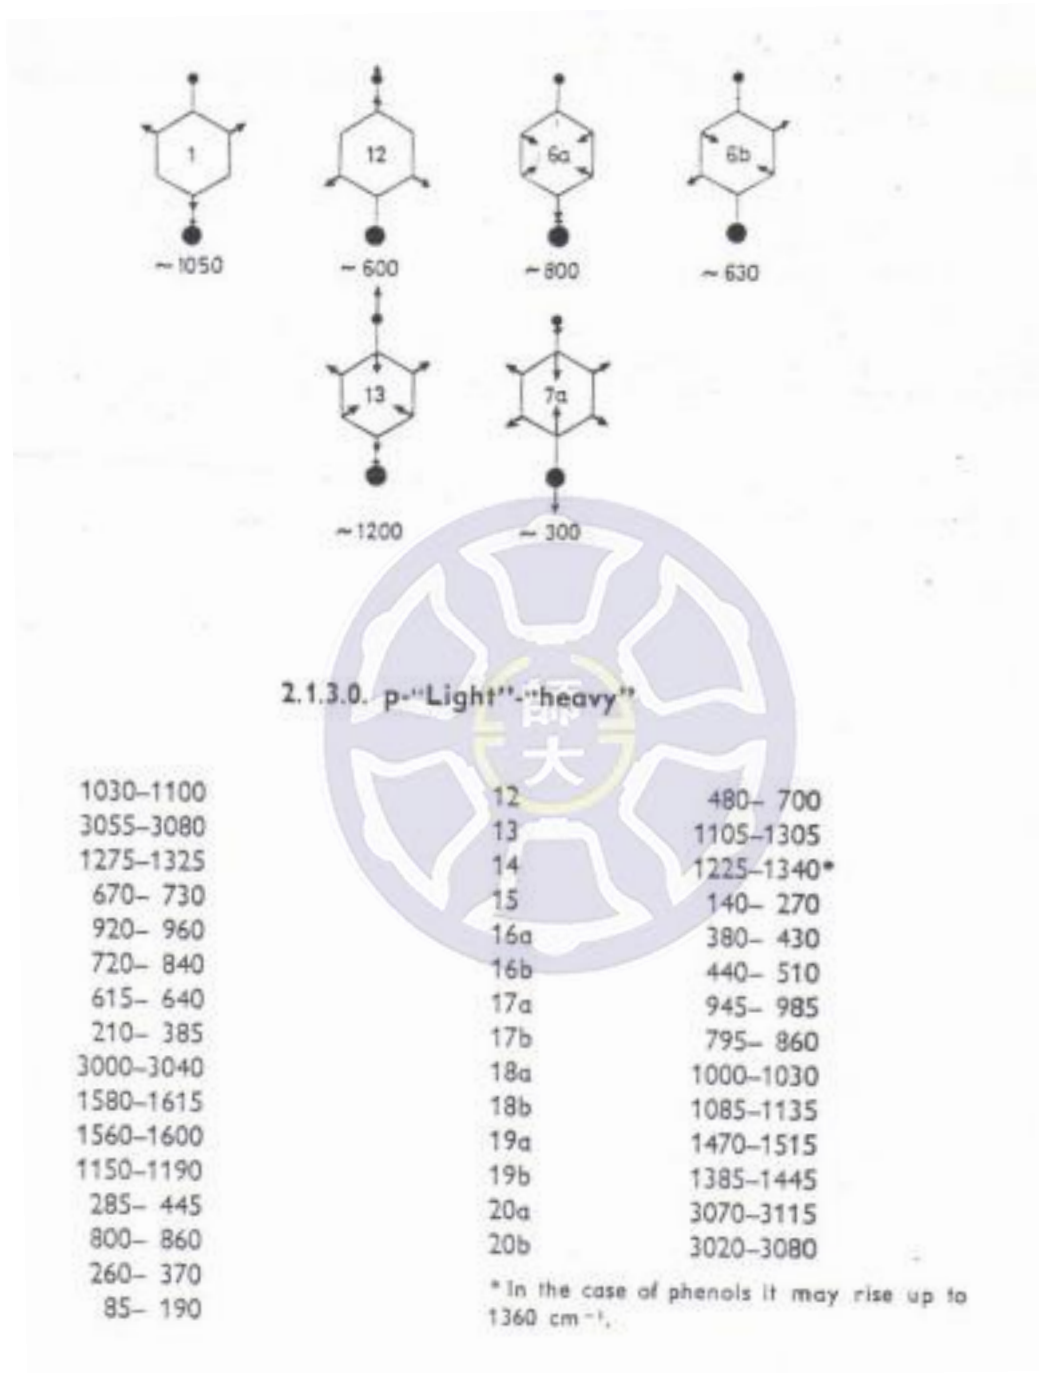 1 12 6a 6b
~1050 ~600 ~800 ~630
13 7a
~1200 ~300
2.1.3.0. p-"Light"-"heavy"
師
大
1030–1100
3055–3080
1275–1325
670– 730
920– 960
720– 840
615– 640
210– 385
3000–3040
1580–1615
1560–1600
1150–1190
285– 445
800– 860
260– 370
85– 190
12 480– 700
13 1105–1305
14 1225–1340*
15 140– 270
16a 380– 430
16b 440– 510
17a 945– 985
17b 795– 860
18a 1000–1030
18b 1085–1135
19a 1470–1515
19b 1385–1445
20a 3070–3115
20b 3020–3080
* In the case of phenols it may rise up to
1360 cm⁻¹.